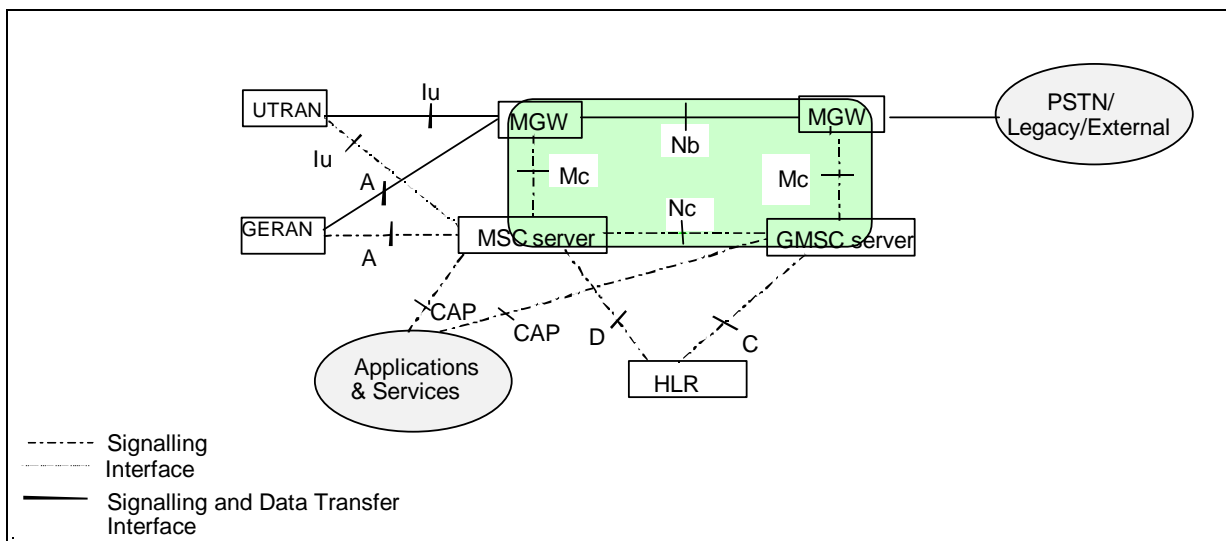 Iu
UTRAN
MGW
MGW
PSTN/
Legacy/External
Iu
Nb
A
Mc
Mc
GERAN
Nc
MSC server
GMSC server
A
CAP
CAP
D
C
Applications
& Services
HLR
Signalling
Interface
Signalling and Data Transfer
Interface